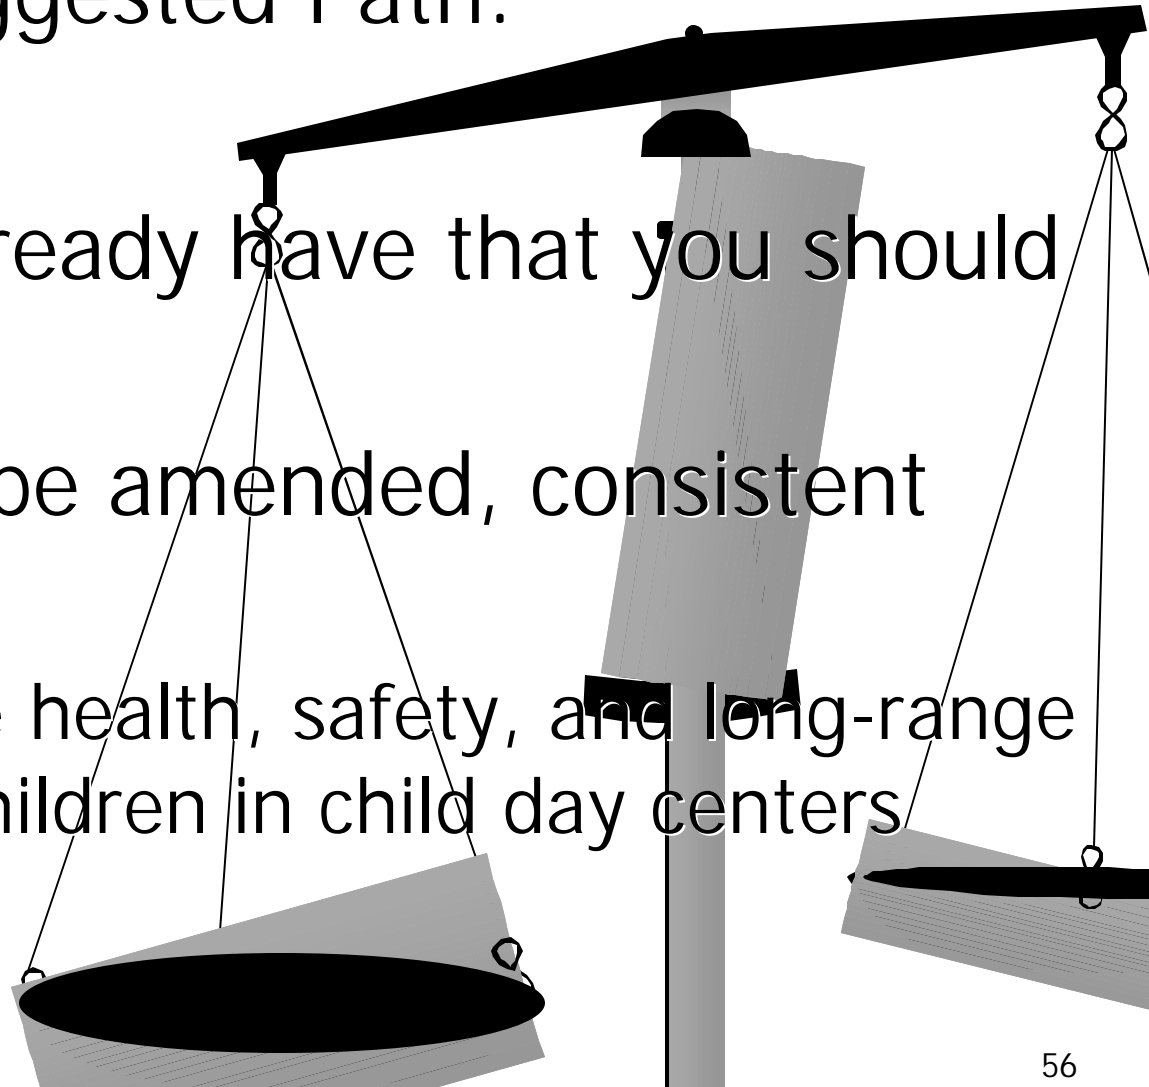 ggested Path:
ready have that you should
be amended, consistent
e health, safety, and long-range
hildren in child day centers
56